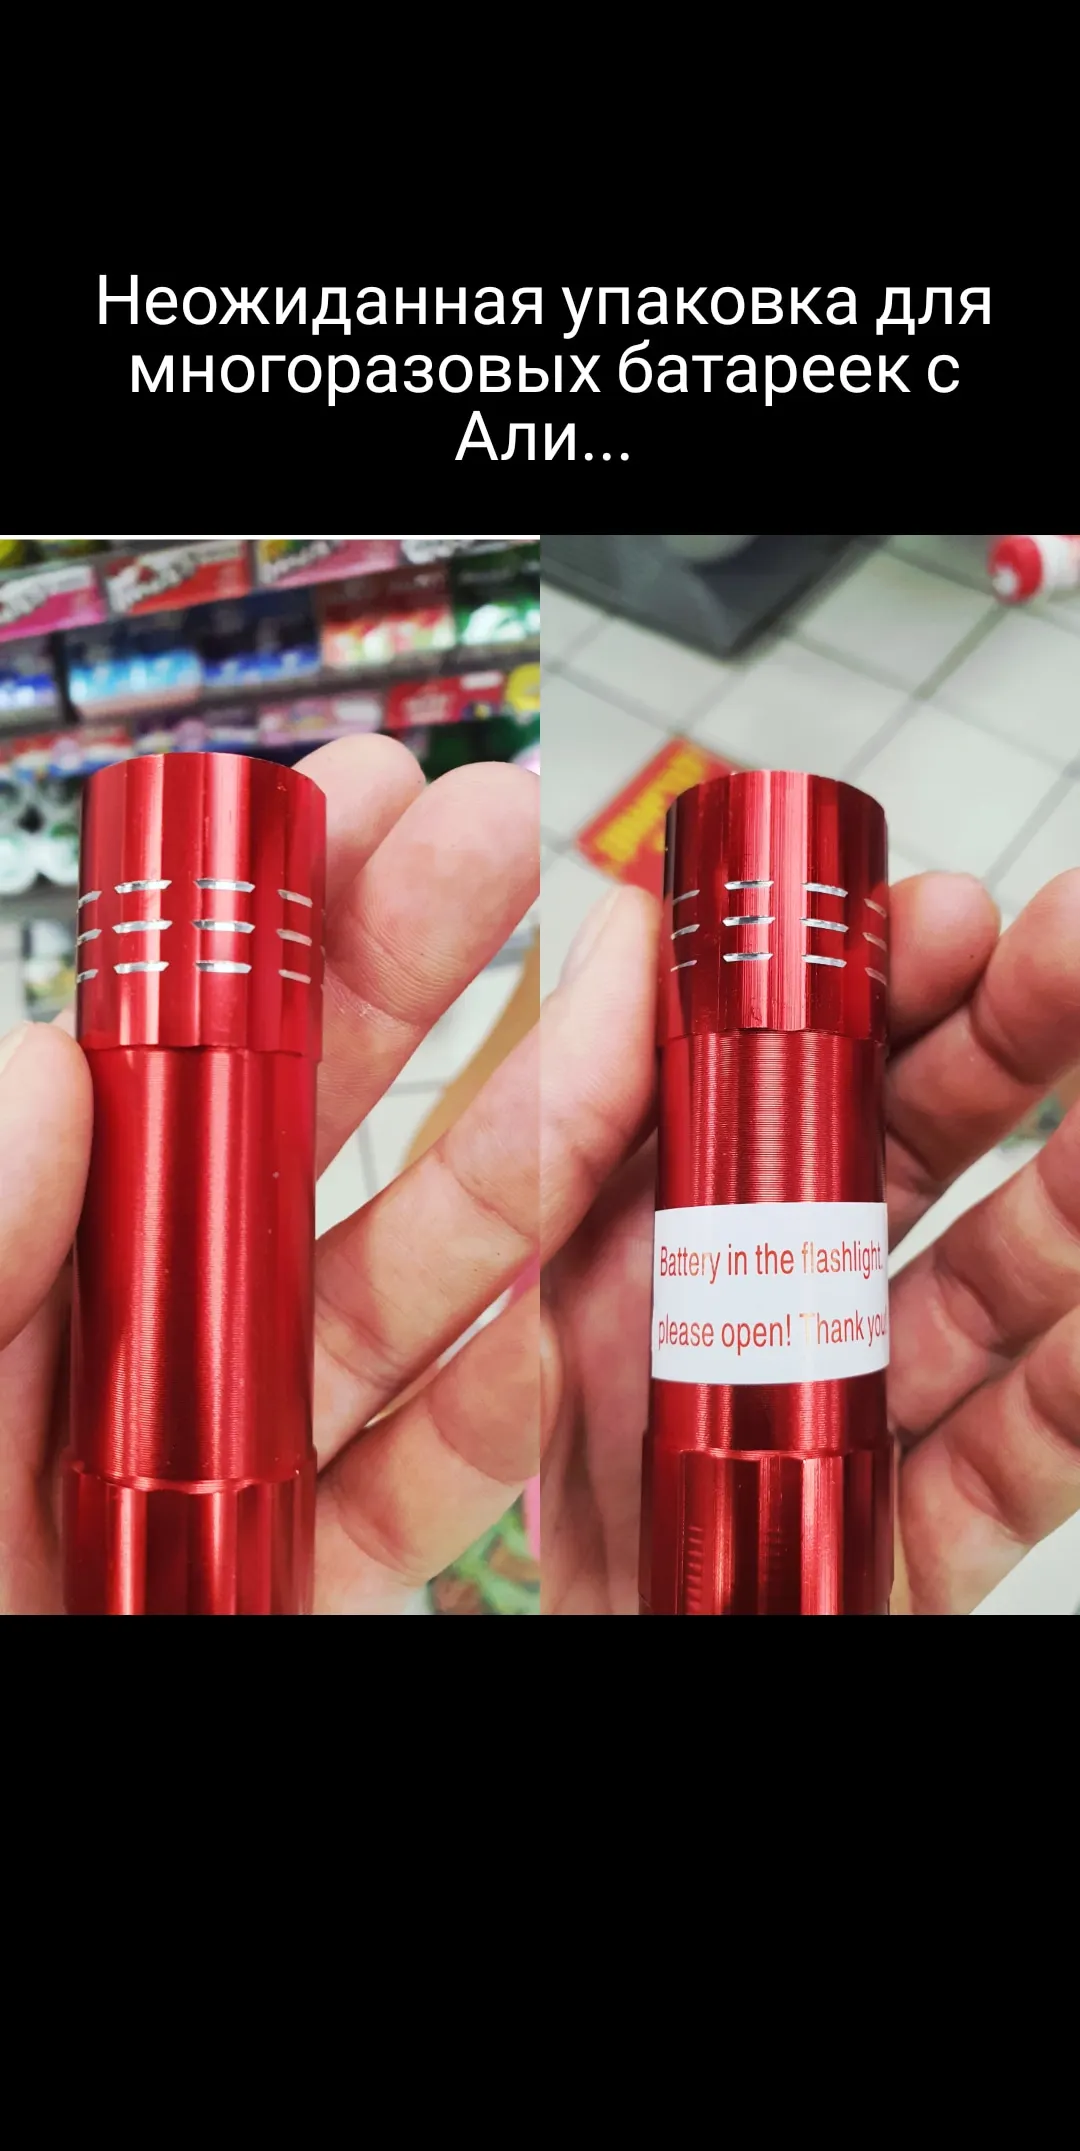 Неожиданная упаковка для
многоразовых батареек с
Али...
Battery in the flashlight,
please open! Thank you!